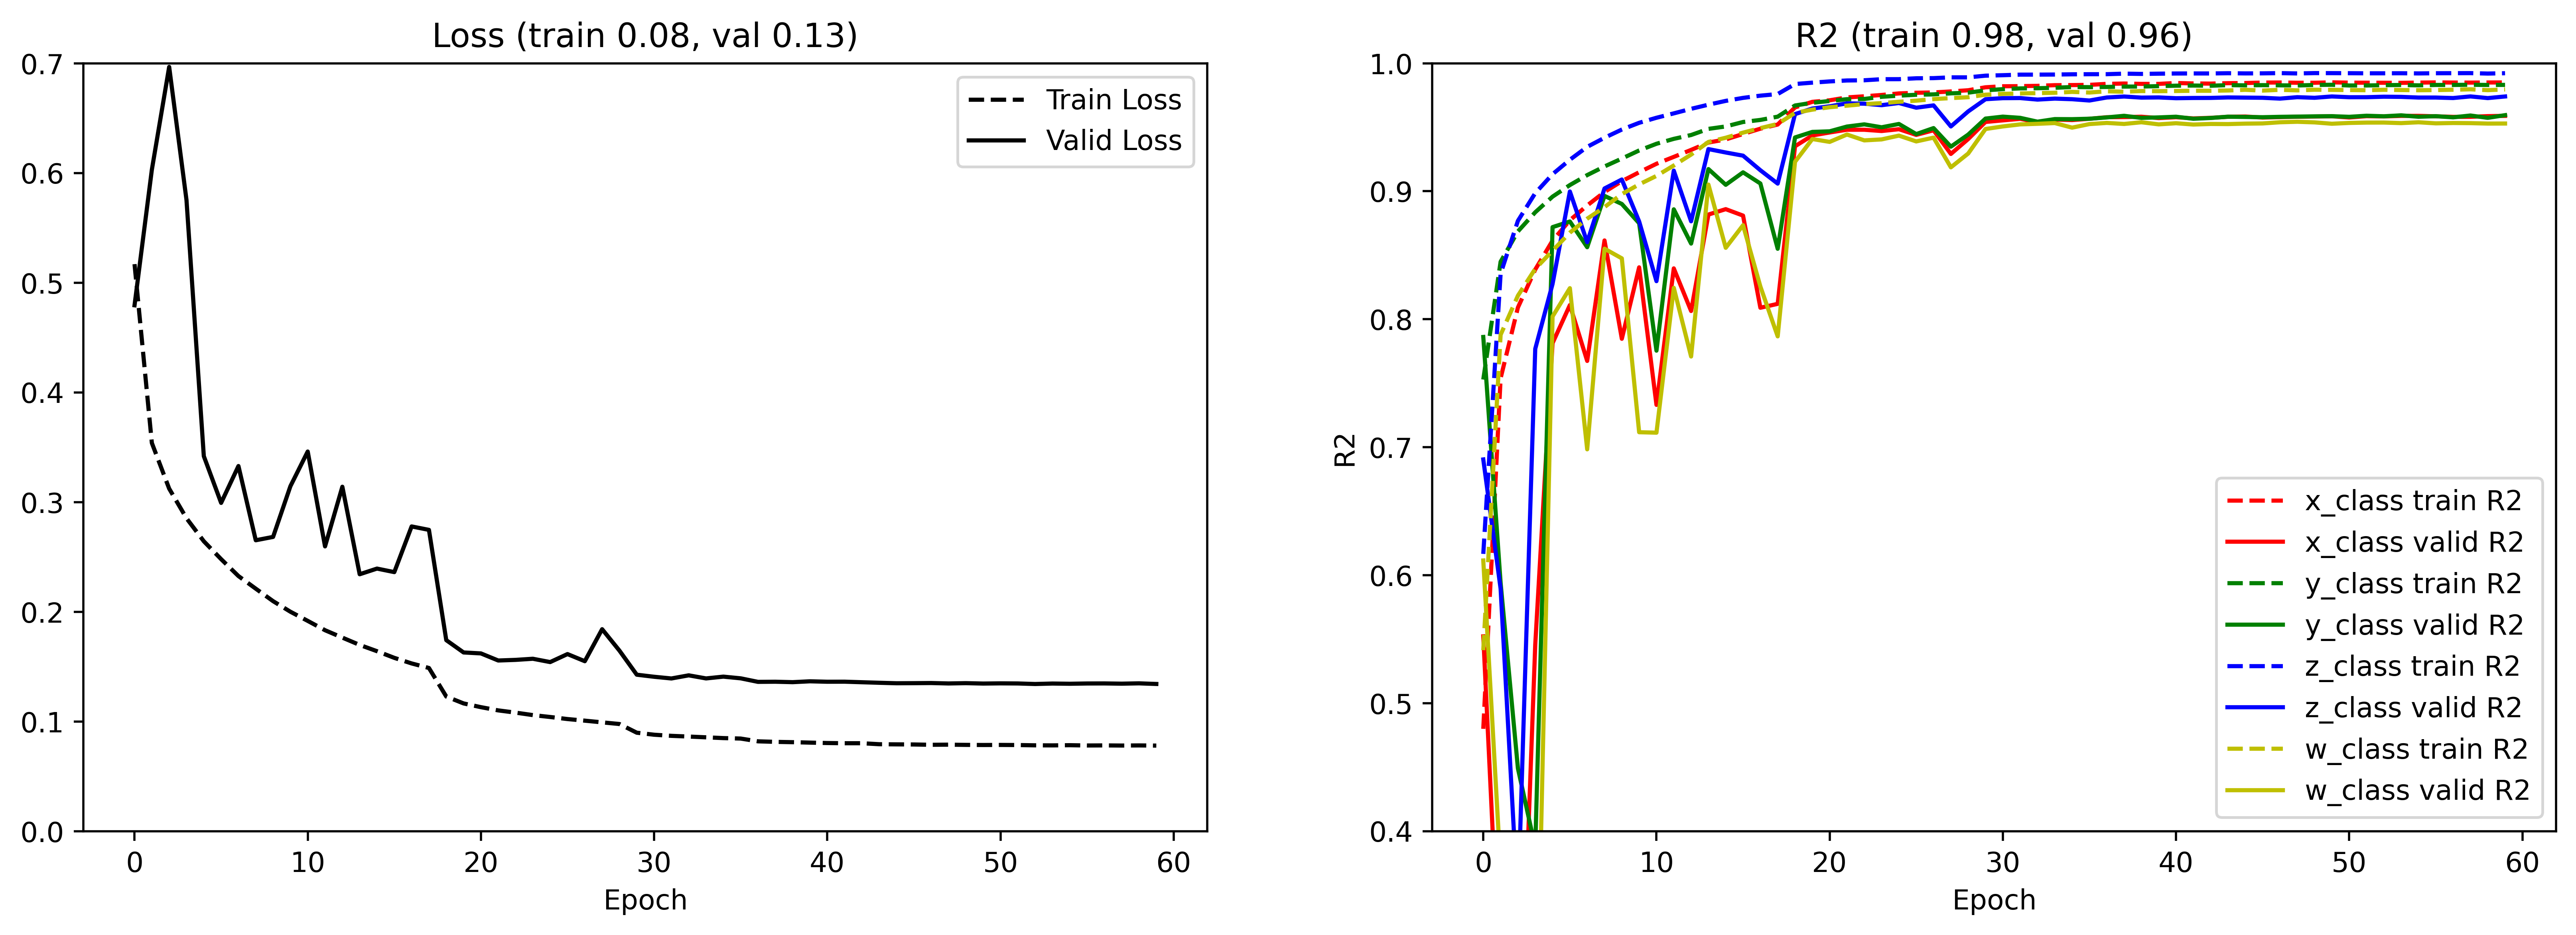 Loss (train 0.08, val 0.13)
0.7
0.6
0.5
0.4
0.3
0.2
0.1
0.0
Train Loss
Valid Loss
0
10
20
30
40
50
60
Epoch
R2 (train 0.98, val 0.96)
R2
1.0
0.9
0.8
0.7
0.6
0.5
0.4
x_class train R2
x_class valid R2
y_class train R2
y_class valid R2
z_class train R2
z_class valid R2
w_class train R2
w_class valid R2
0
10
20
30
40
50
60
Epoch